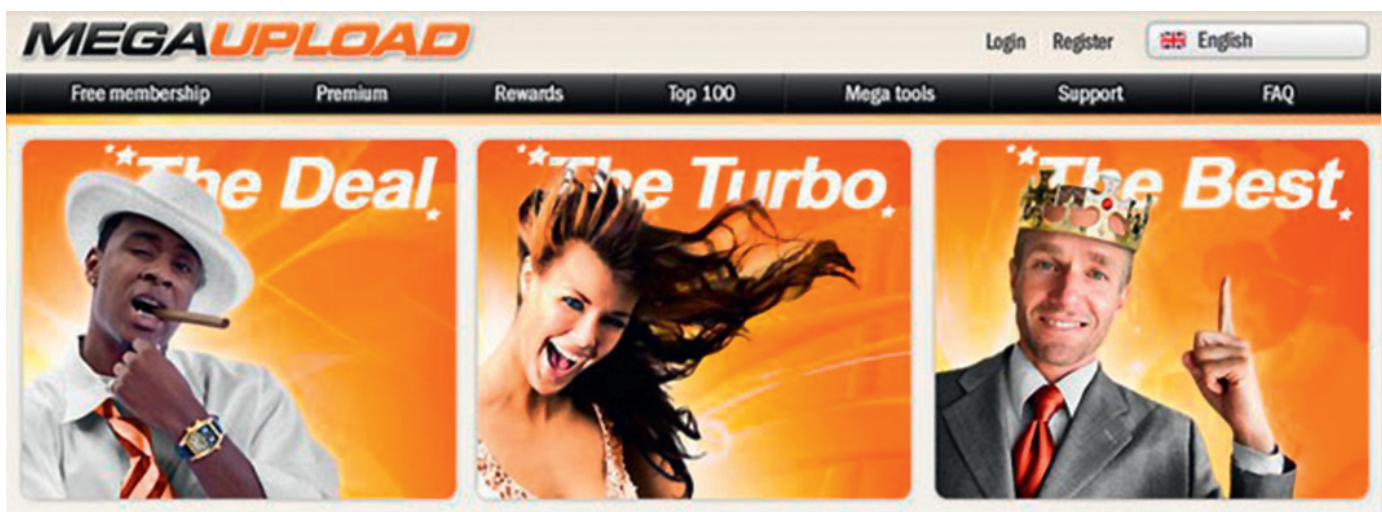 MEGAUPLOAD
Login Register English
Free membership Premium Rewards Top 100 Mega tools Support FAQ
The Deal
The Turbo
The Best